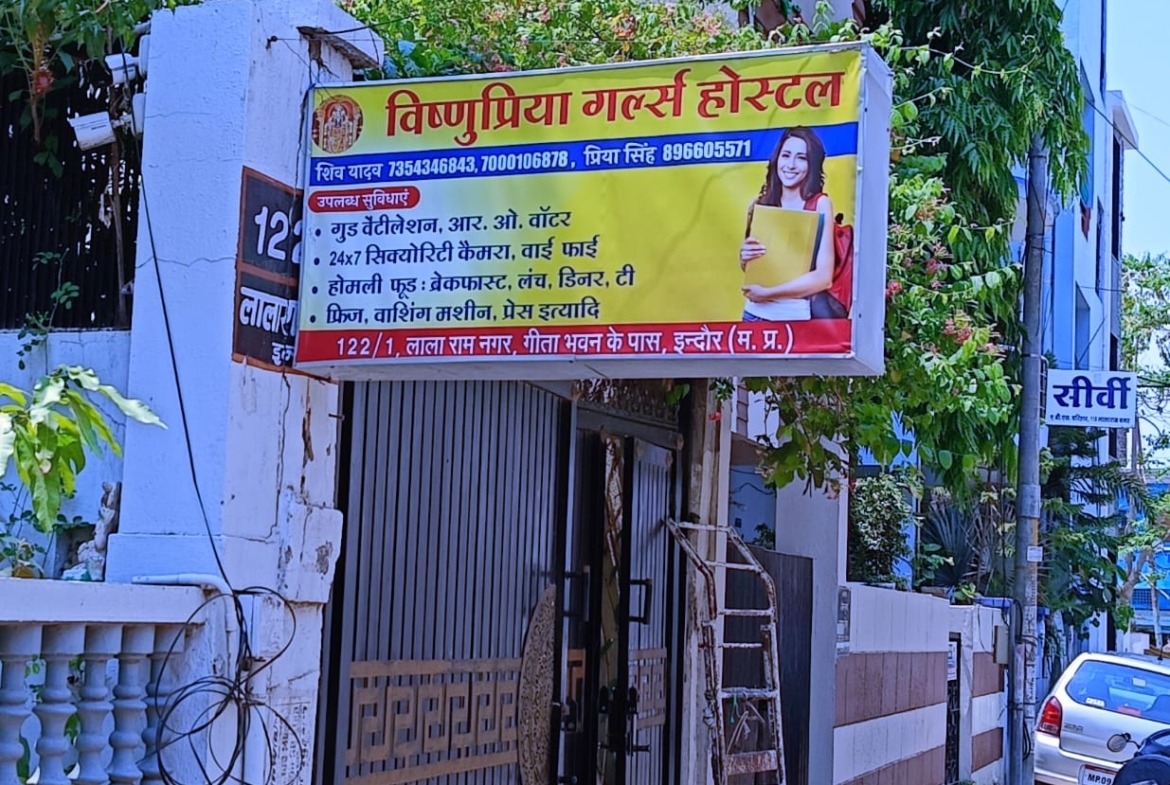 विष्णुप्रिया गर्ल्स होस्टल
शिव यादव 7354346843, 7000106878, प्रिया सिंह 896605571
उपलब्ध सुविधाएं
• गुड वेंटीलेशन, आर. ओ. वॉटर
• 24x7 सिक्योरिटी कैमरा, वाई फाई
• होमली फूड : ब्रेकफास्ट, लंच, डिनर, टी
• फ्रिज, वाशिंग मशीन, प्रेस इत्यादि
122/1, लाला राम नगर, गीता भवन के पास, इन्दौर (म. प्र.)
122
सीर्वी
MP09